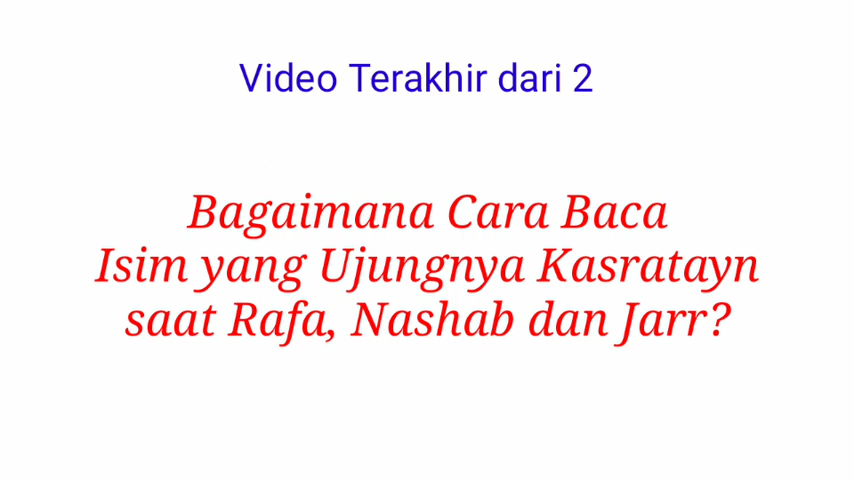 Video Terakhir dari 2
Bagaimana Cara Baca
Isim yang Ujungnya Kasratayn
saat Rafa, Nashab dan Jarr?